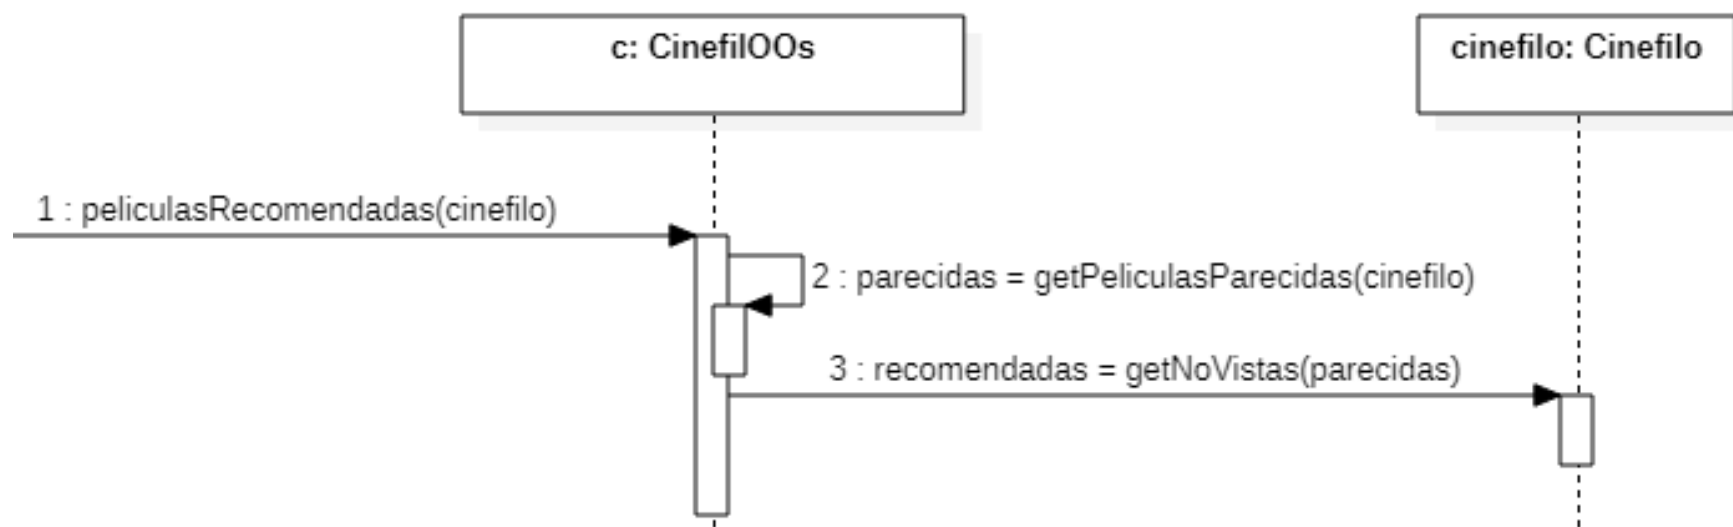 c: CinefilOOs
cinefilo: Cinefilo
1 : peliculasRecomendadas(cinefilo)
2 : parecidas = getPeliculasParecidas(cinefilo)
3 : recomendadas = getNoVistas(parecidas)